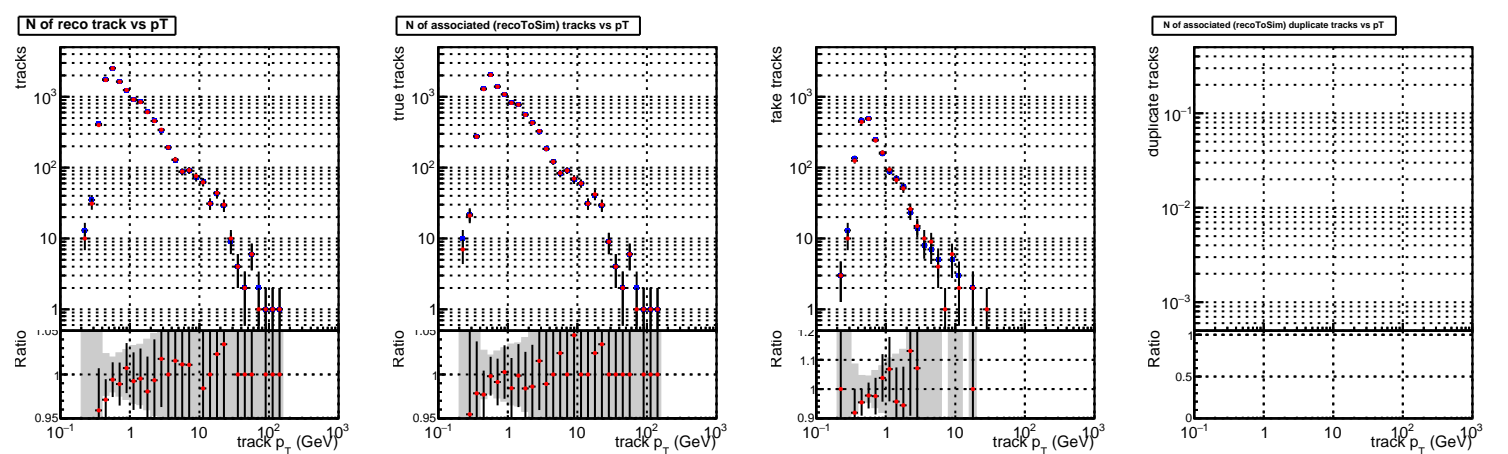 N of reco track vs pT
tracks
10³
10²
10
1
1.05
Ratio
1
0.95
10⁻¹ 1 10 10² 10³
track p_T (GeV)
N of associated (recoToSim) tracks vs pT
true tracks
10³
10²
10
1
1.05
Ratio
1
0.95
10⁻¹ 1 10 10² 10³
track p_T (GeV)
fake tracks
10³
10²
10
1
1.2
Ratio
1.1
1
0.9
10⁻¹ 1 10 10² 10³
track p_T (GeV)
N of associated (recoToSim) duplicate tracks vs pT
duplicate tracks
10⁻¹
10⁻²
10⁻³
Ratio
1
0.5
0
10⁻¹ 1 10 10² 10³
track p_T (GeV)